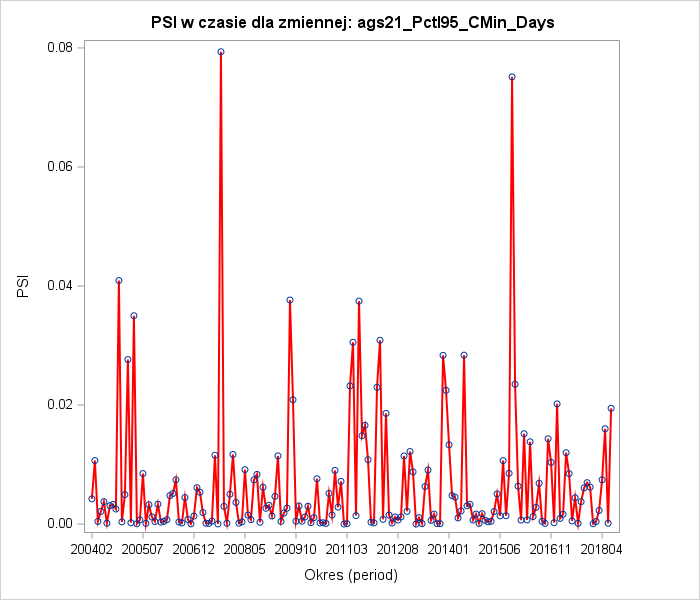 PSI w czasie dla zmiennej: ags21_Pctl95_CMin_Days
0.08
0.06
0.04
0.02
0.00
PSI
200402 200507 200612 200805 200910 201103 201208 201401 201506 201611 201804
Okres (period)